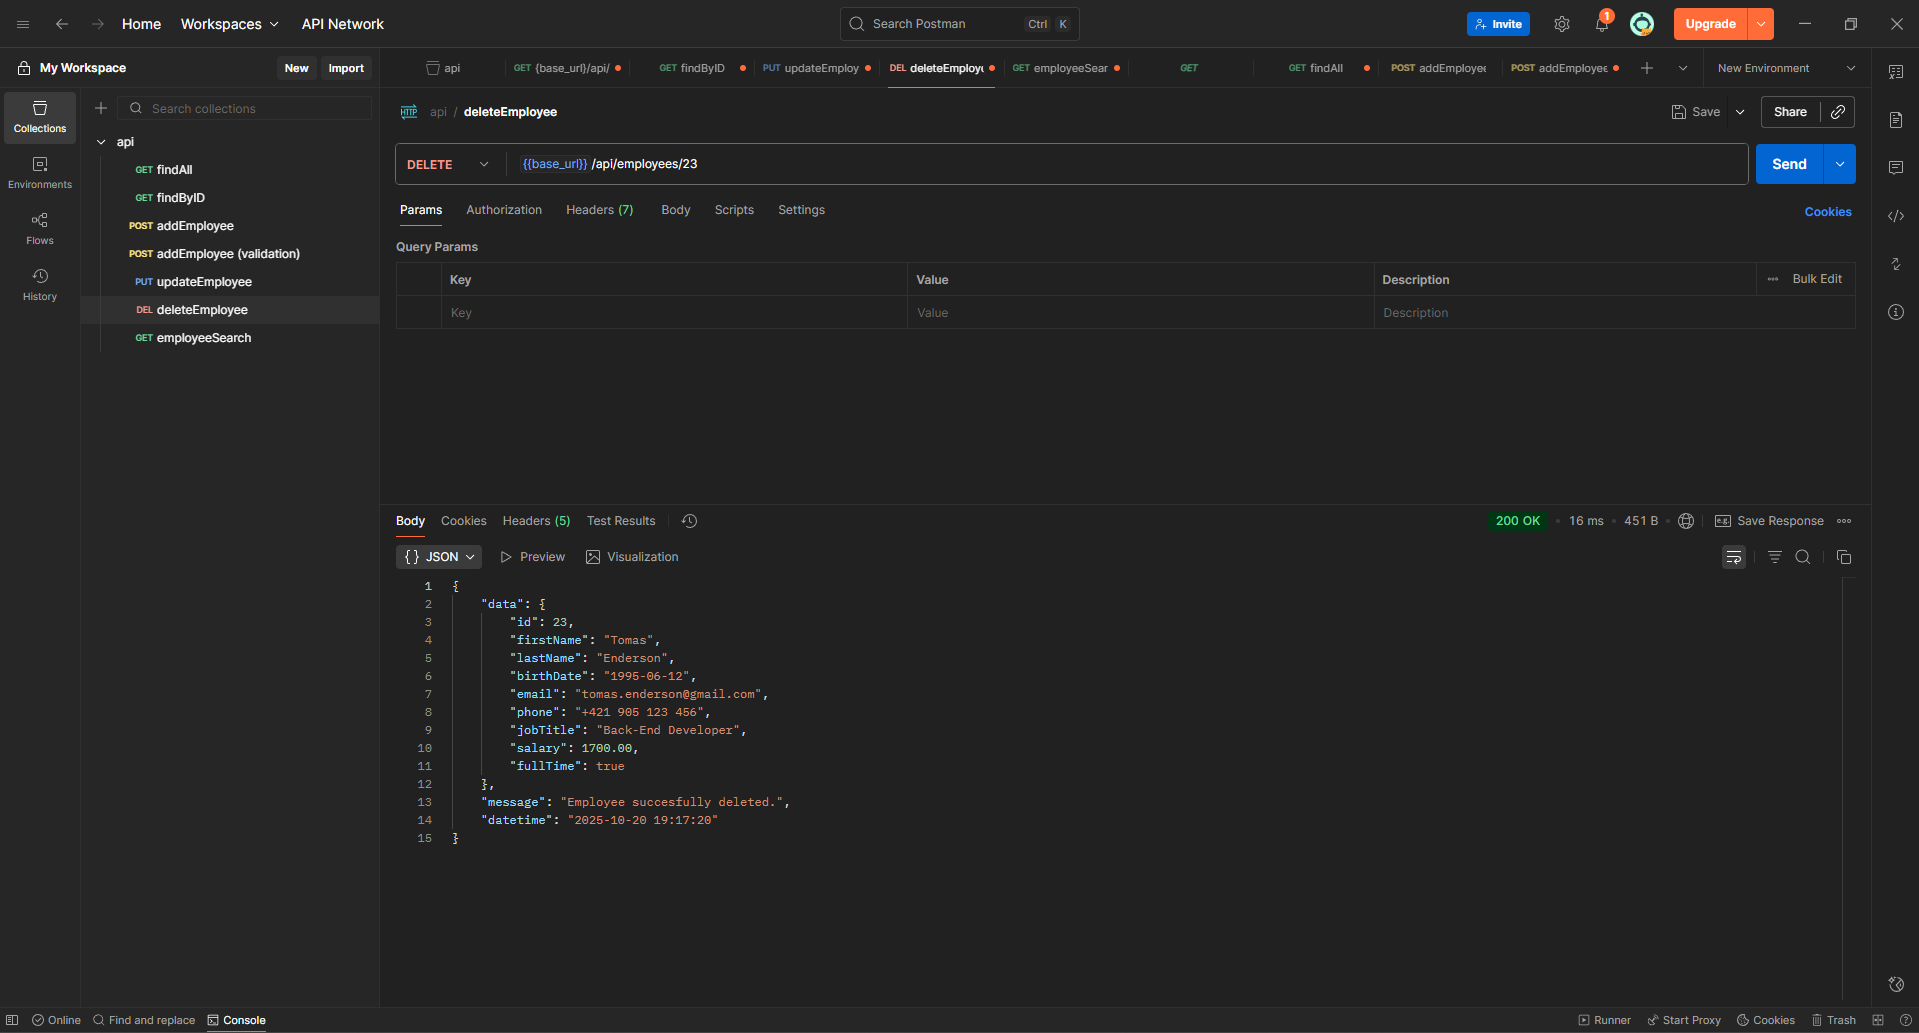 Home
Workspaces
API Network
Search Postman
Ctrl K
Invite
1
Upgrade
My Workspace
New
Import
api
GET {base_url}/api/
GET findByID
PUT updateEmploy
DEL deleteEmploy
GET employeeSear
GET
GET findAll
POST addEmployee
POST addEmployee
New Environment
Collections
Environments
Flows
History
Search collections
api
GET findAll
GET findByID
POST addEmployee
POST addEmployee (validation)
PUT updateEmployee
DEL deleteEmployee
GET employeeSearch
HTTP api / deleteEmployee
Save
Share
DELETE
{{base_url}} /api/employees/23
Send
Params
Authorization
Headers (7)
Body
Scripts
Settings
Cookies
Query Params
Key
Value
Description
Bulk Edit
Key
Value
Description
Body
Cookies
Headers (5)
Test Results
200 OK
16 ms
451 B
e.g. Save Response
{} JSON
Preview
Visualization
1 {
2 "data": {
3 "id": 23,
4 "firstName": "Tomas",
5 "lastName": "Enderson",
6 "birthDate": "1995-06-12",
7 "email": "tomas.enderson@gmail.com",
8 "phone": "+421 905 123 456",
9 "jobTitle": "Back-End Developer",
10 "salary": 1700.00,
11 "fullTime": true
12 },
13 "message": "Employee succesfully deleted.",
14 "datetime": "2025-10-20 19:17:20"
15 }
Online
Find and replace
Console
Runner
Start Proxy
Cookies
Trash